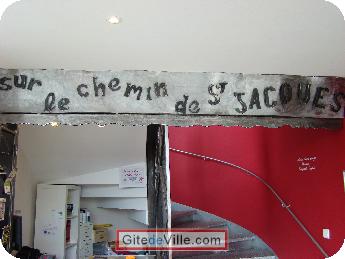 sur le chemin de St JACQUES
GitedeVille.com